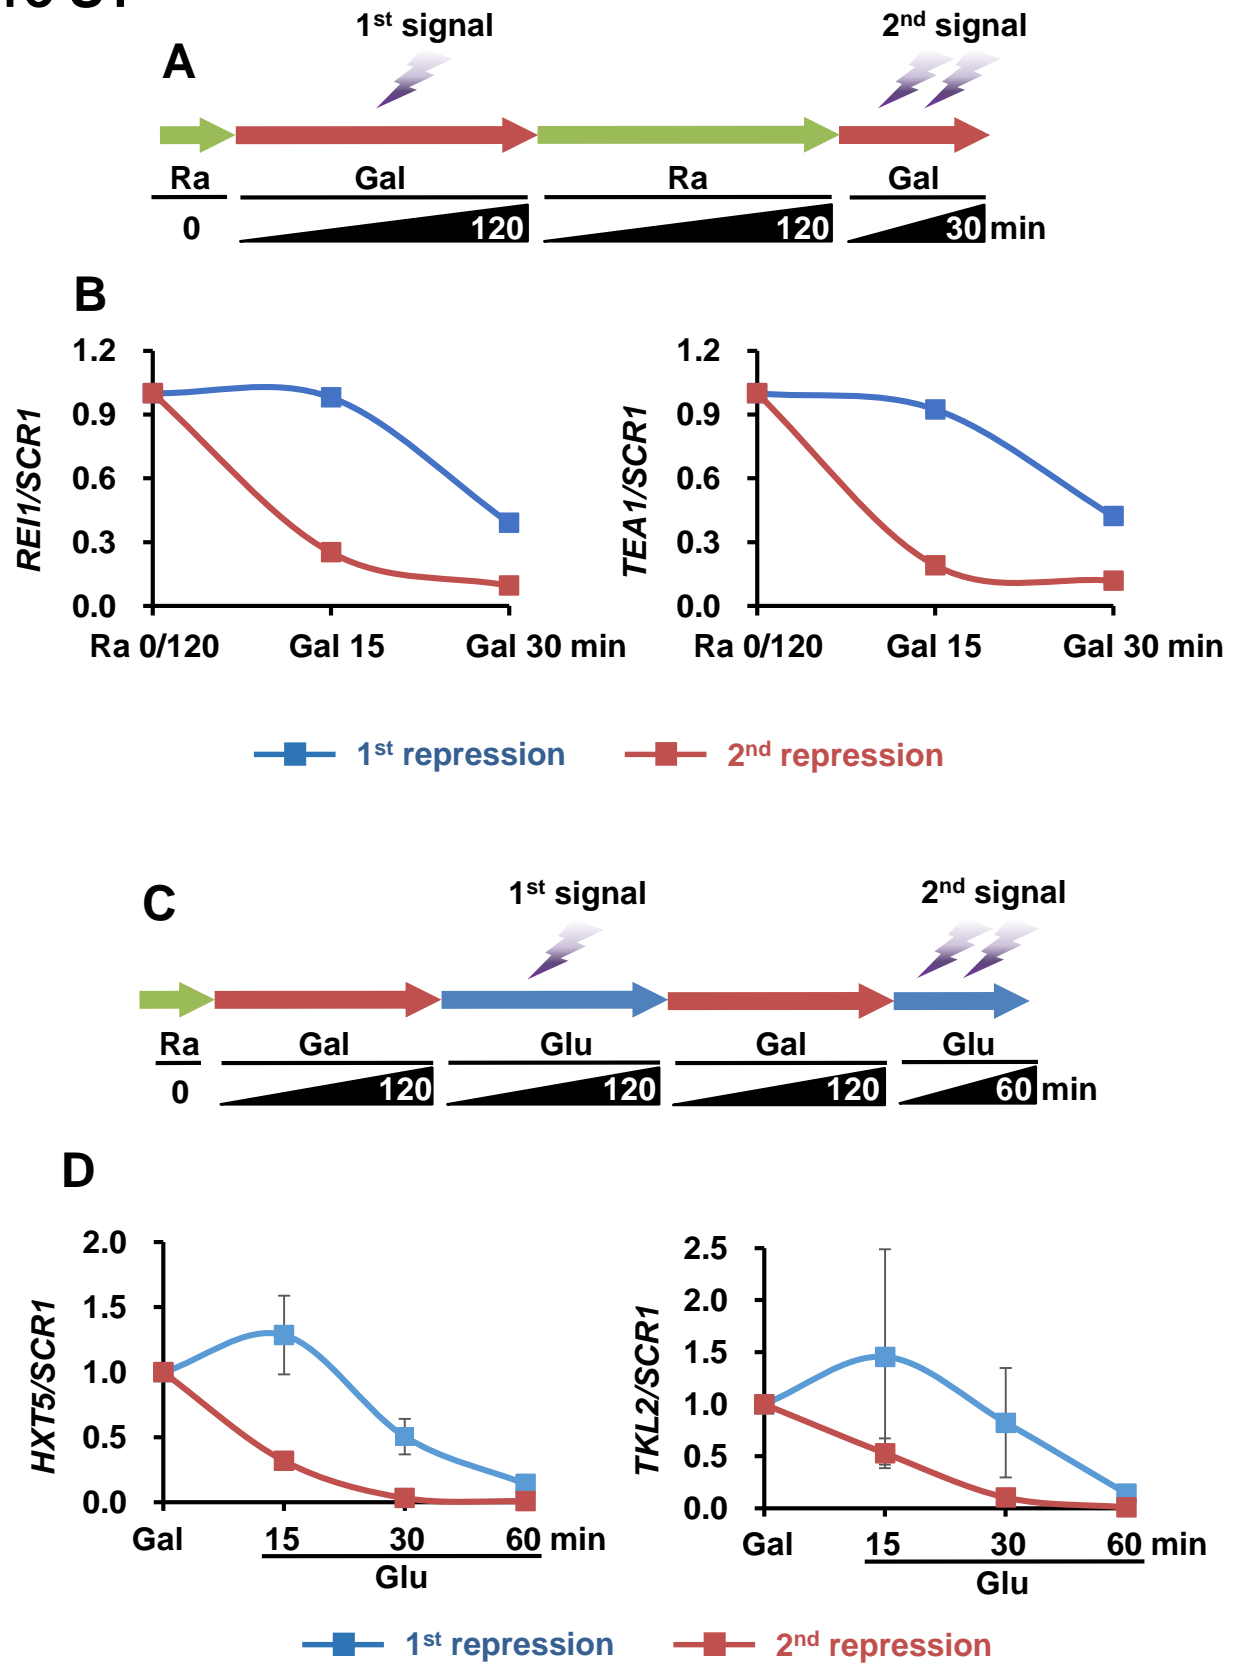 1st signal
2nd signal
A
Ra Gal Ra Gal
0 120 120 30 min
B
1.2
0.9
0.6
0.3
0.0
REI1/SCR1
Ra 0/120 Gal 15 Gal 30 min
1.2
0.9
0.6
0.3
0.0
TEA1/SCR1
Ra 0/120 Gal 15 Gal 30 min
1st repression 2nd repression
C
1st signal
2nd signal
Ra Gal Glu Gal Glu
0 120 120 120 60 min
D
2.0
1.5
1.0
0.5
0.0
HXT5/SCR1
Gal 15 30 60 min
Glu
2.5
2.0
1.5
1.0
0.5
0.0
TKL2/SCR1
Gal 15 30 60 min
Glu
1st repression 2nd repression